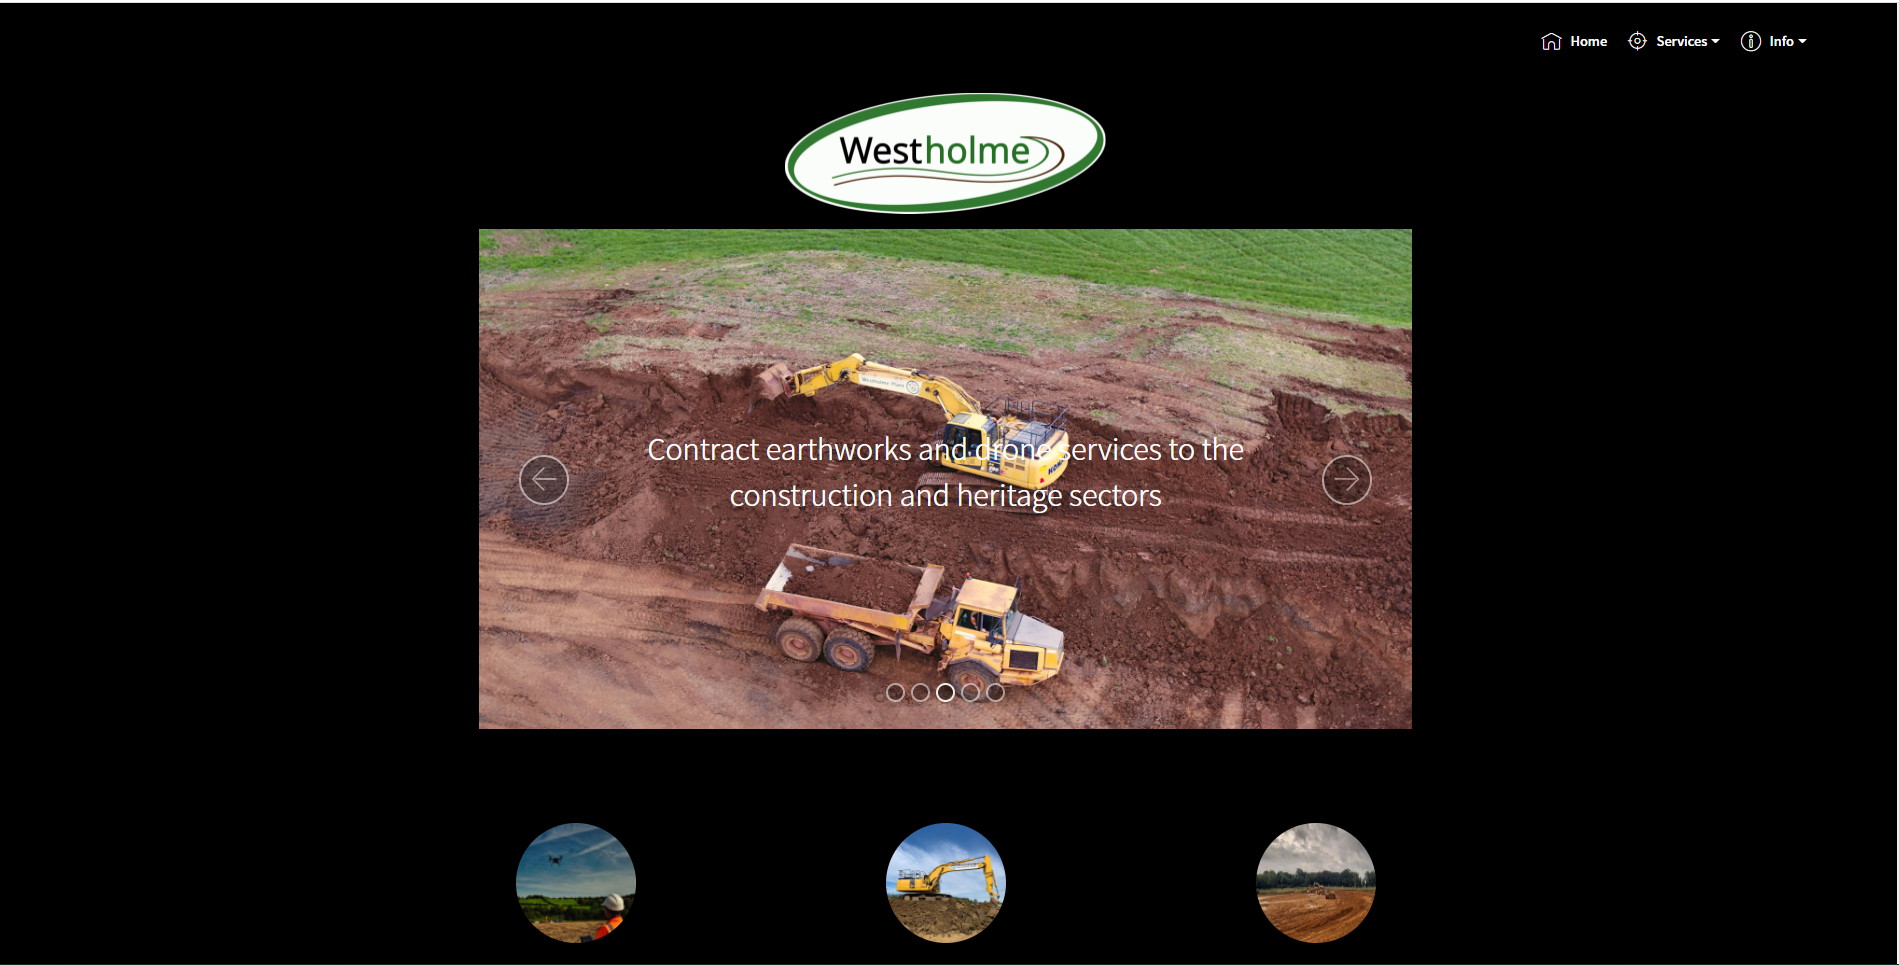 Home Services Info
Westholme
Contract earthworks and drone services to the
construction and heritage sectors